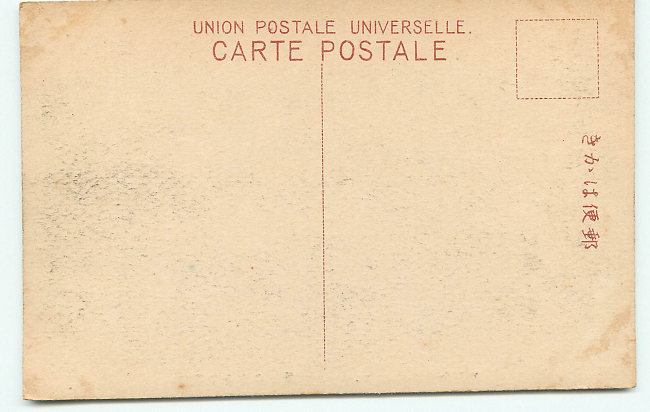 UNION POSTALE UNIVERSELLE.
CARTE POSTALE
きかは便郵